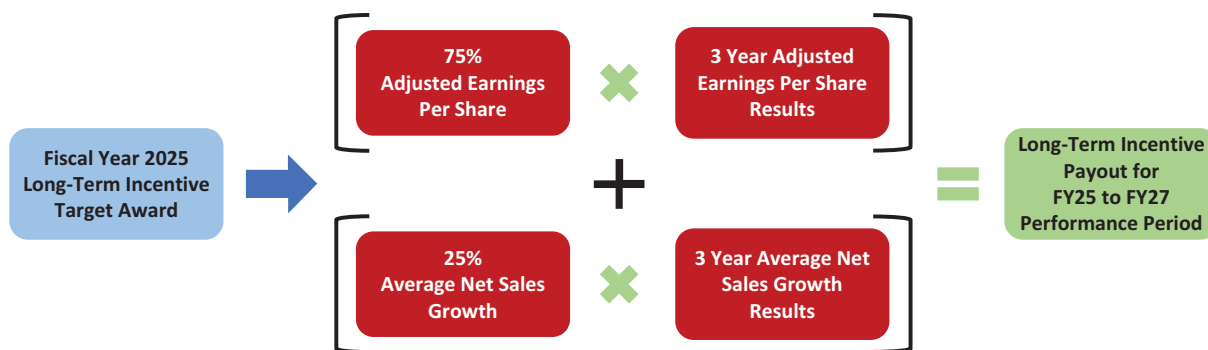 Fiscal Year 2025
Long-Term Incentive
Target Award
75%
Adjusted Earnings
Per Share
3 Year Adjusted
Earnings Per Share
Results
+
25%
Average Net Sales
Growth
3 Year Average Net
Sales Growth
Results
=
Long-Term Incentive
Payout for
FY25 to FY27
Performance Period